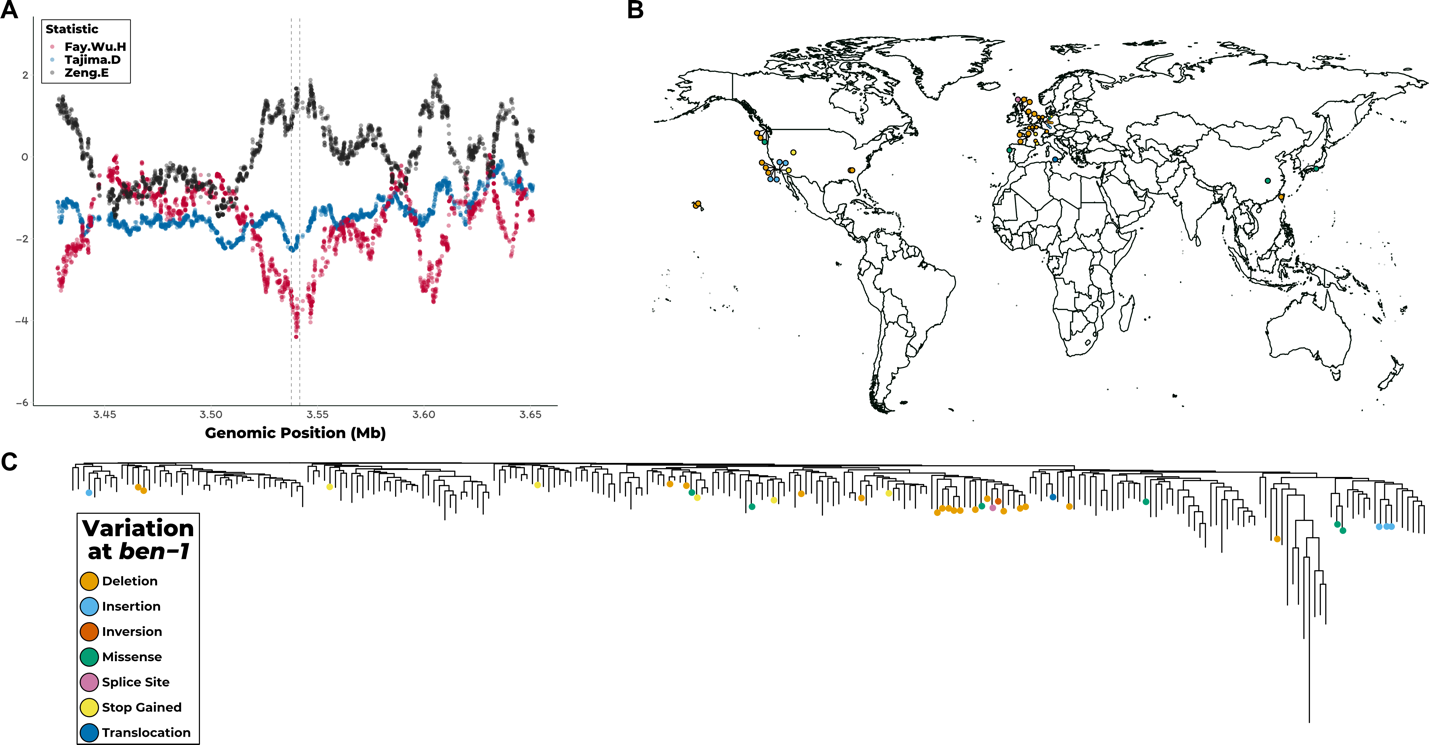 A
Statistic
Fay.Wu.H
Tajima.D
Zeng.E
2
0
−2
−4
−6
3.45 3.50 3.55 3.60 3.65
Genomic Position (Mb)
B
C
Variation
at ben−1
Deletion
Insertion
Inversion
Missense
Splice Site
Stop Gained
Translocation